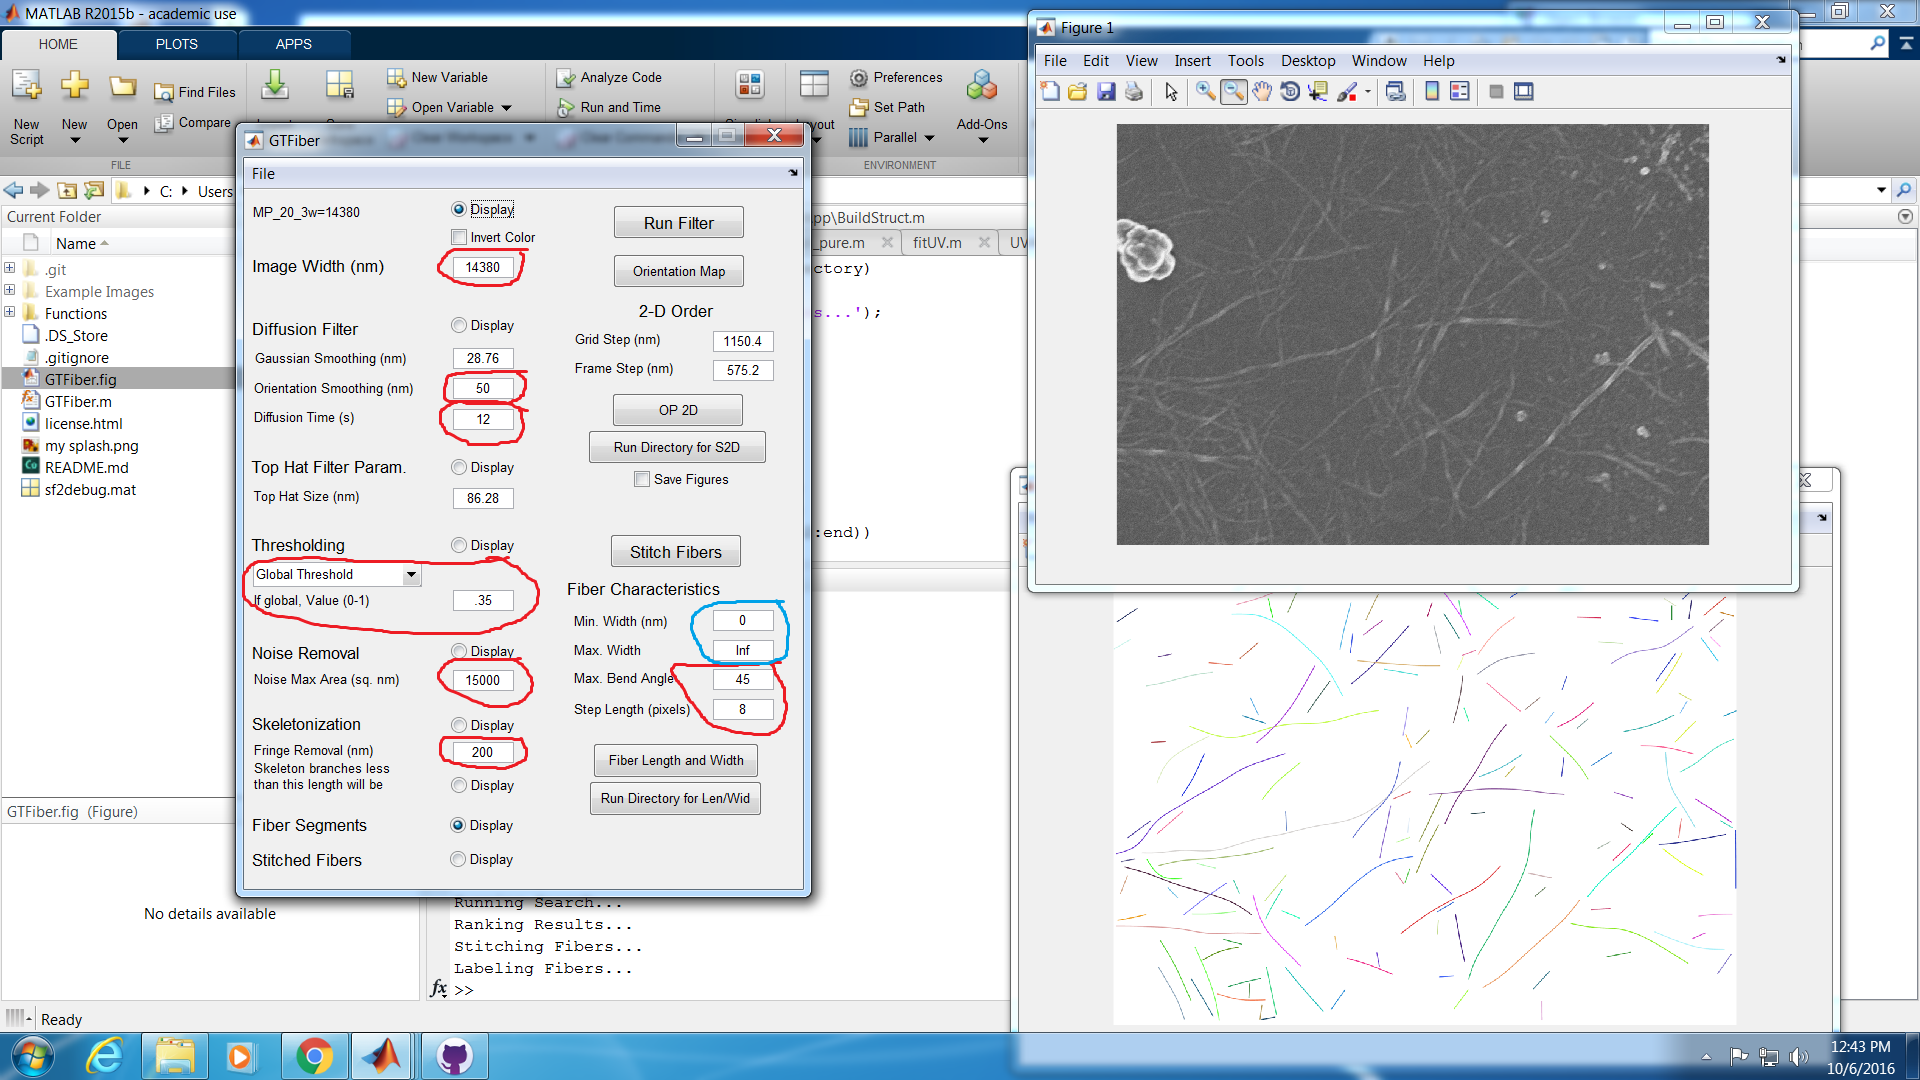 MATLAB R2015b - academic use
HOME
PLOTS
APPS
New Script
New
Open
Find Files
Compare
New Variable
Open Variable
Analyze Code
Run and Time
Preferences
Set Path
Parallel
Add-Ons
FILE
ENVIRONMENT
C:
Users
Current Folder
Name
.git
Example Images
Functions
.DS_Store
.gitignore
GTFiber.fig
GTFiber.m
license.html
my splash.png
README.md
sf2debug.mat
GTFiber.fig (Figure)
No details available
Ready
GTFiber
File
MP_20_3w=14380
Display
Invert Color
Image Width (nm)
14380
Diffusion Filter
Display
Gaussian Smoothing (nm)
28.76
Orientation Smoothing (nm)
50
Diffusion Time (s)
12
Top Hat Filter Param.
Display
Top Hat Size (nm)
86.28
Thresholding
Display
Global Threshold
If global, Value (0-1)
.35
Noise Removal
Display
Noise Max Area (sq. nm)
15000
Skeletonization
Display
Fringe Removal (nm)
200
Skeleton branches less
than this length will be
Display
Fiber Segments
Display
Stitched Fibers
Display
Run Filter
Orientation Map
2-D Order
Grid Step (nm)
1150.4
Frame Step (nm)
575.2
OP 2D
Run Directory for S2D
Save Figures
Stitch Fibers
Fiber Characteristics
Min. Width (nm)
0
Max. Width
Inf
Max. Bend Angle
45
Step Length (pixels)
8
Fiber Length and Width
Run Directory for Len/Wid
pp\BuildStruct.m
_pure.m
fitUV.m
UV
ctory)
s...');
:end))
Running Search...
Ranking Results...
Stitching Fibers...
Labeling Fibers...
fx >>
Figure 1
File Edit View Insert Tools Desktop Window Help
12:43 PM
10/6/2016